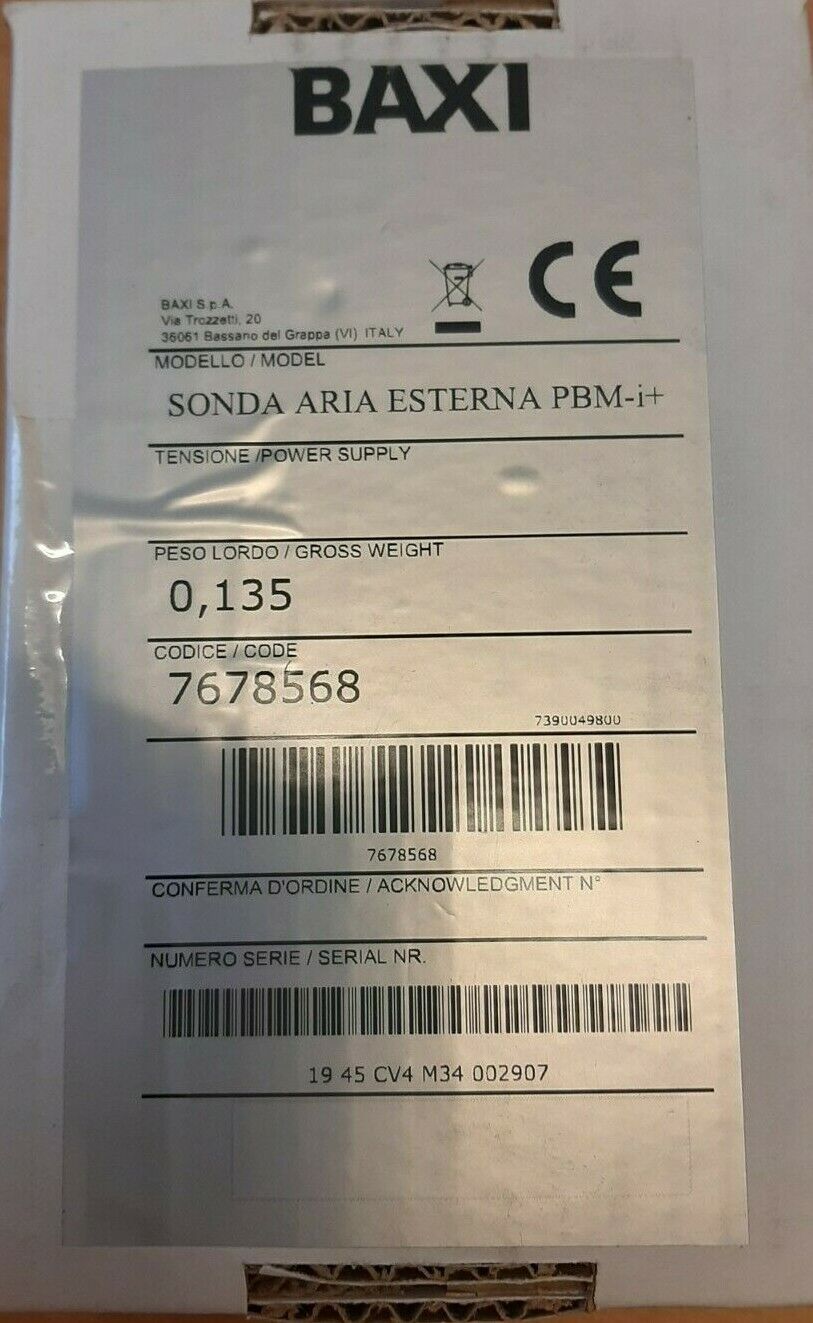 BAXI
BAXI S.p.A.
Via Trozzetti, 20
36061 Bassano del Grappa (VI) ITALY
CE
MODELLO / MODEL
SONDA ARIA ESTERNA PBM-i+
TENSIONE /POWER SUPPLY
PESO LORDO / GROSS WEIGHT
0,135
CODICE / CODE
7678568
7390049800
7678568
CONFERMA D'ORDINE / ACKNOWLEDGMENT N°
NUMERO SERIE / SERIAL NR.
19 45 CV4 M34 002907